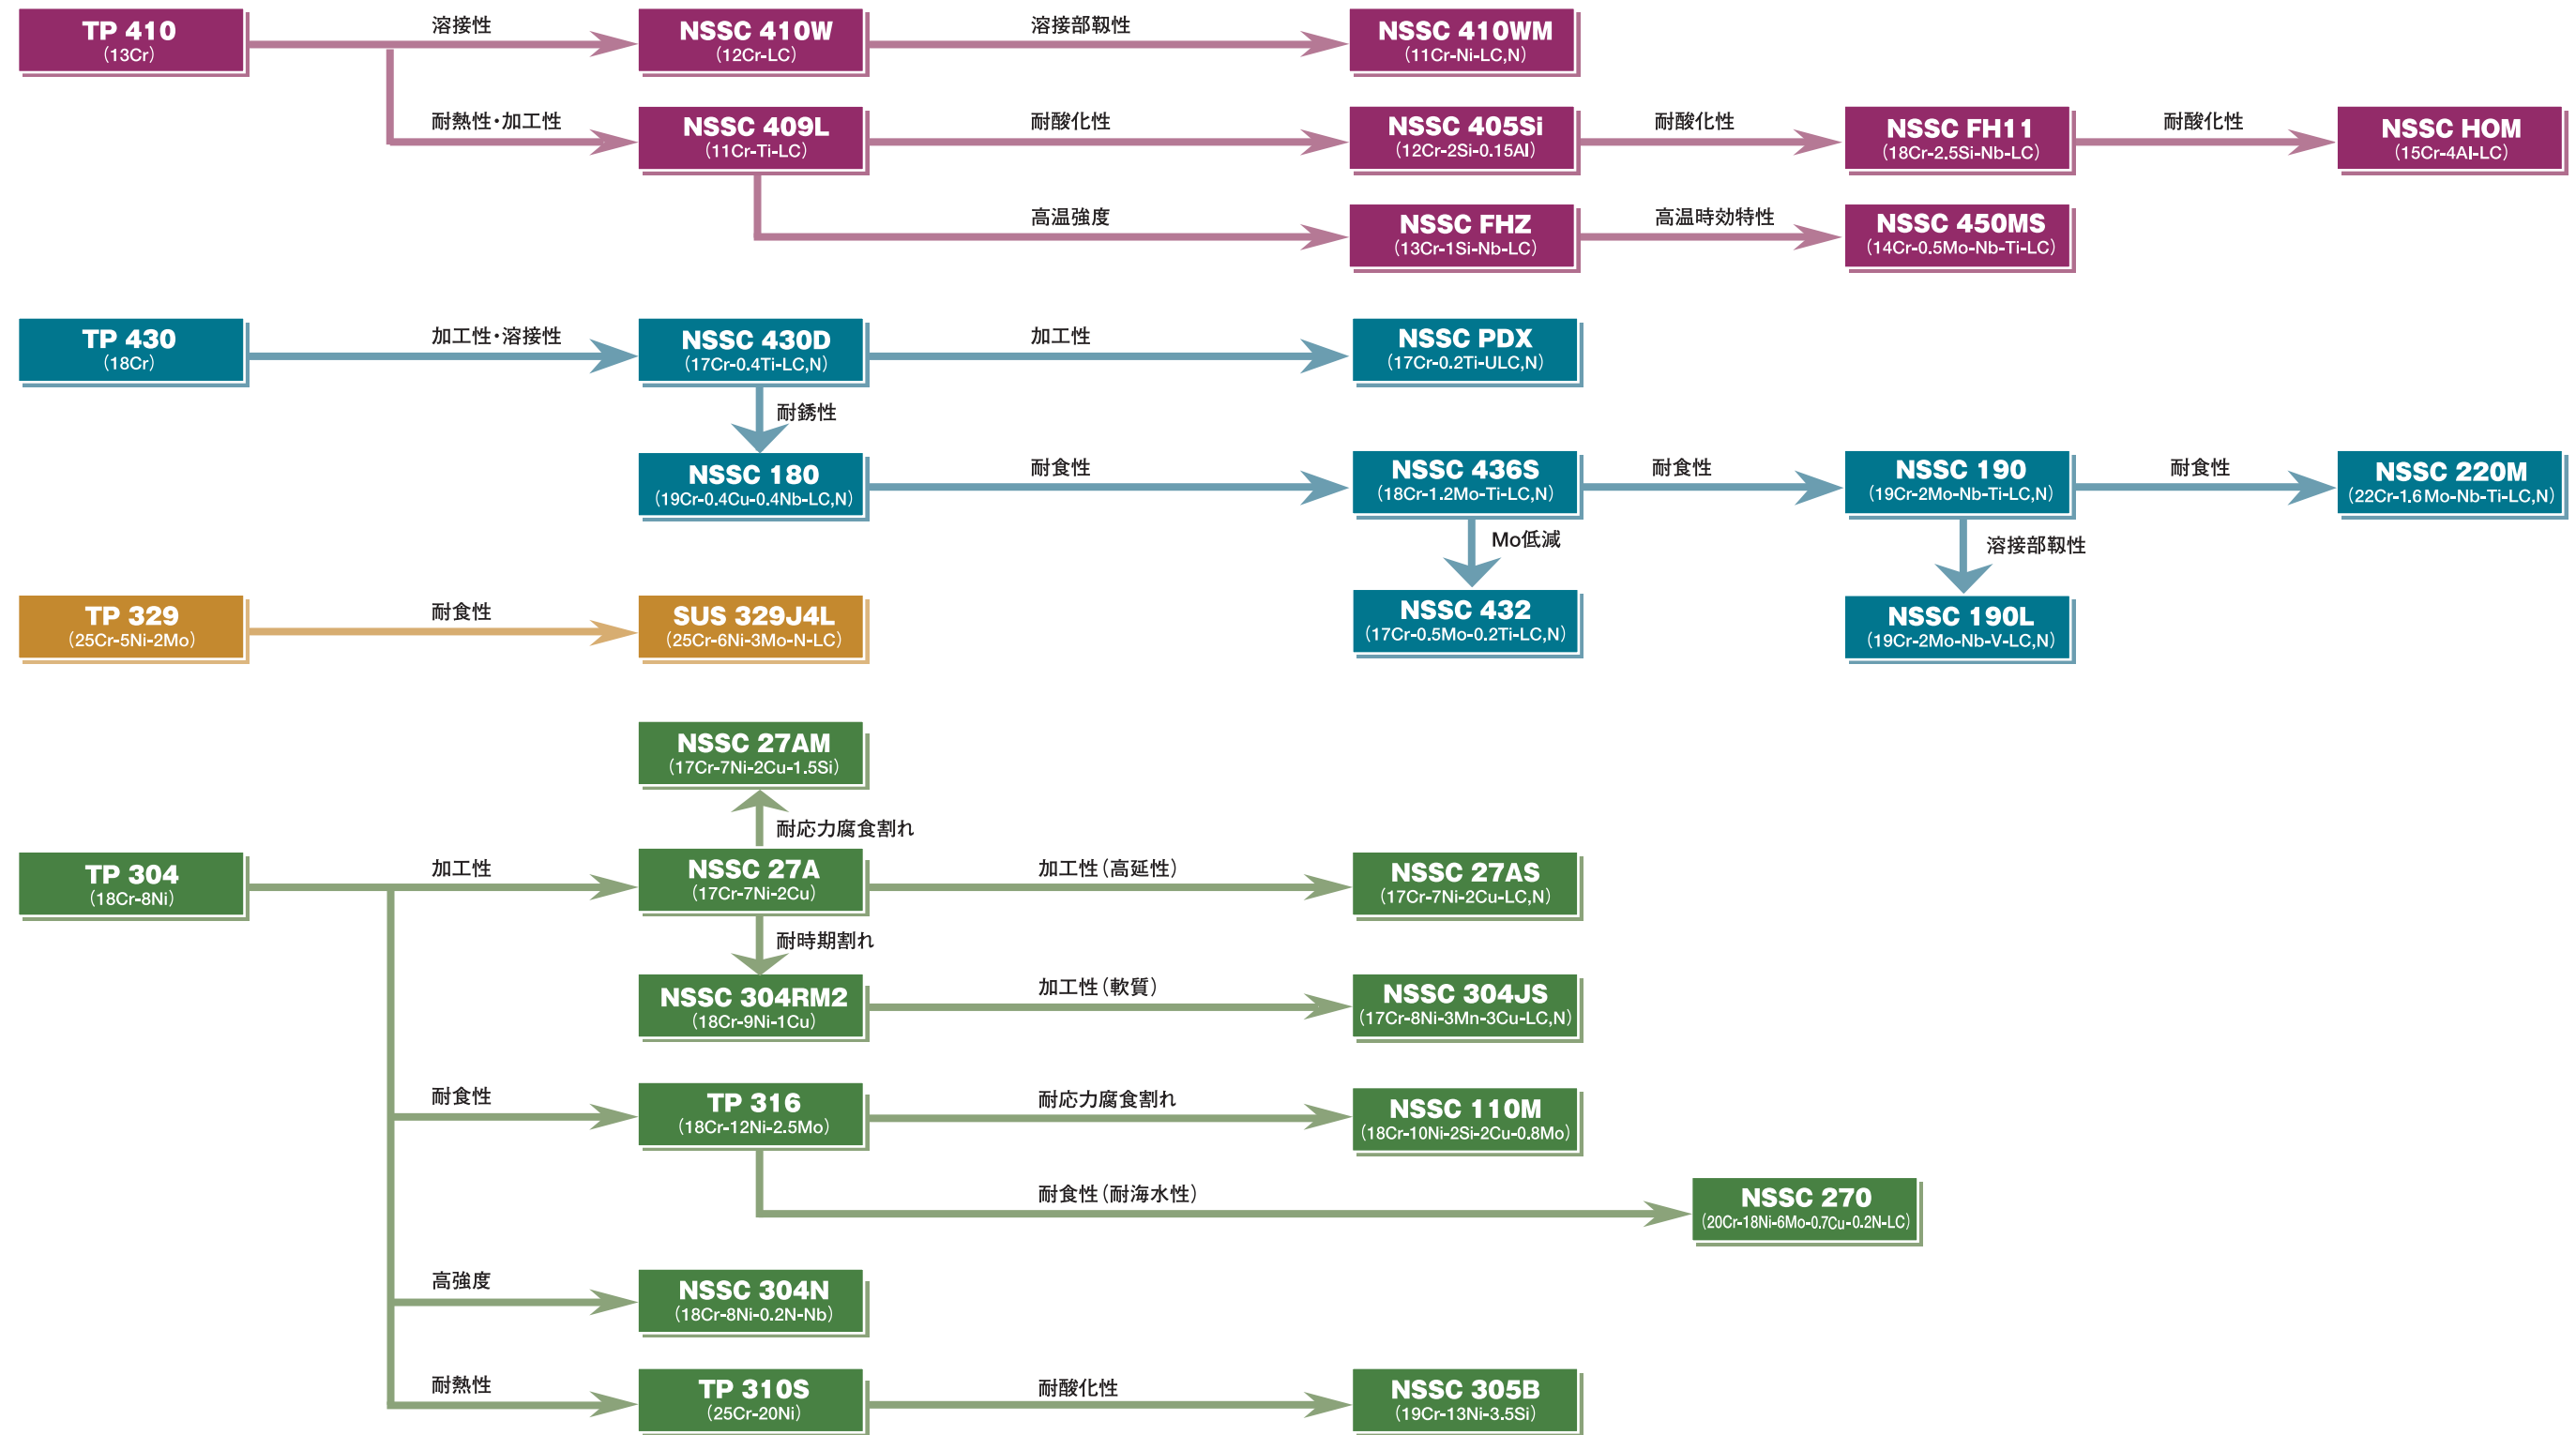 TP 410
（13Cr）
溶接性
NSSC 410W
（12Cr-LC）
溶接部靱性
NSSC 410WM
（11Cr-Ni-LC,N）
耐熱性・加工性
NSSC 409L
（11Cr-Ti-LC）
耐酸化性
NSSC 405Si
（12Cr-2Si-0.15Al）
耐酸化性
NSSC FH11
（18Cr-2.5Si-Nb-LC）
耐酸化性
NSSC HOM
（15Cr-4Al-LC）
高温強度
NSSC FHZ
（13Cr-1Si-Nb-LC）
高温時効特性
NSSC 450MS
（14Cr-0.5Mo-Nb-Ti-LC）
TP 430
（18Cr）
加工性・溶接性
NSSC 430D
（17Cr-0.4Ti-LC,N）
加工性
NSSC PDX
（17Cr-0.2Ti-ULC,N）
耐銹性
NSSC 180
（19Cr-0.4Cu-0.4Nb-LC,N）
耐食性
NSSC 436S
（18Cr-1.2Mo-Ti-LC,N）
耐食性
NSSC 190
（19Cr-2Mo-Nb-Ti-LC,N）
耐食性
NSSC 220M
（22Cr-1.6Mo-Nb-Ti-LC,N）
Mo低減
NSSC 432
（17Cr-0.5Mo-0.2Ti-LC,N）
溶接部靱性
NSSC 190L
（19Cr-2Mo-Nb-V-LC,N）
TP 329
（25Cr-5Ni-2Mo）
耐食性
SUS 329J4L
（25Cr-6Ni-3Mo-N-LC）
NSSC 27AM
（17Cr-7Ni-2Cu-1.5Si）
耐応力腐食割れ
TP 304
（18Cr-8Ni）
加工性
NSSC 27A
（17Cr-7Ni-2Cu）
加工性（高延性）
NSSC 27AS
（17Cr-7Ni-2Cu-LC,N）
耐時期割れ
NSSC 304RM2
（18Cr-9Ni-1Cu）
加工性（軟質）
NSSC 304JS
（17Cr-8Ni-3Mn-3Cu-LC,N）
耐食性
TP 316
（18Cr-12Ni-2.5Mo）
耐応力腐食割れ
NSSC 110M
（18Cr-10Ni-2Si-2Cu-0.8Mo）
耐食性（耐海水性）
NSSC 270
（20Cr-18Ni-6Mo-0.7Cu-0.2N-LC）
高強度
NSSC 304N
（18Cr-8Ni-0.2N-Nb）
耐熱性
TP 310S
（25Cr-20Ni）
耐酸化性
NSSC 305B
（19Cr-13Ni-3.5Si）